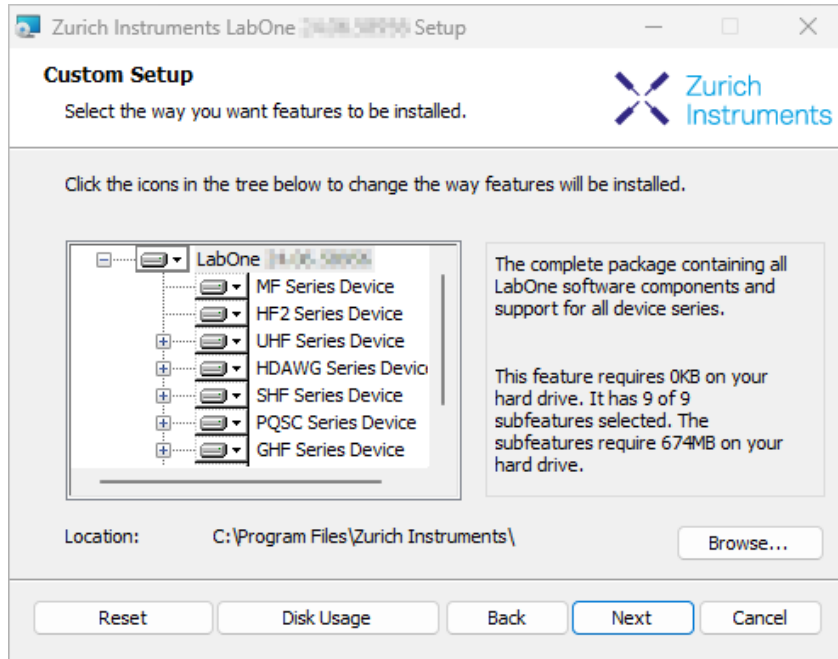 Zurich Instruments LabOne Setup
Custom Setup
Select the way you want features to be installed.
Zurich
Instruments
Click the icons in the tree below to change the way features will be installed.
LabOne
MF Series Device
HF2 Series Device
UHF Series Device
HDAWG Series Devic
SHF Series Device
PQSC Series Device
GHF Series Device
The complete package containing all
LabOne software components and
support for all device series.
This feature requires 0KB on your
hard drive. It has 9 of 9
subfeatures selected. The
subfeatures require 674MB on your
hard drive.
Location: C:\Program Files\Zurich Instruments\
Browse...
Reset Disk Usage Back Next Cancel